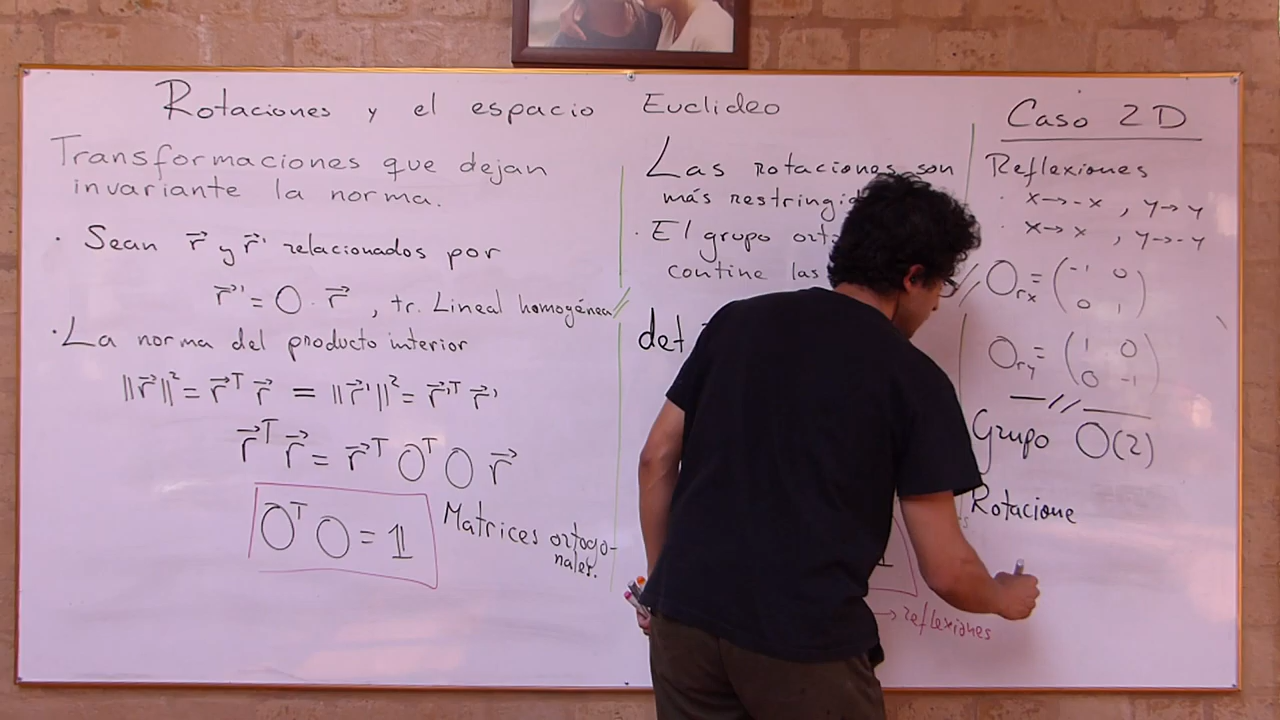 Rotaciones y el espacio Euclideo
Transformaciones que dejan
invariante la norma.
· Sean r⃗ y r⃗' relacionados por
r⃗' = O · r⃗ , tr. Lineal homogénea //
· La norma del producto interior
||r⃗||² = r⃗ᵀ r⃗ = ||r⃗'||² = r⃗'ᵀ r⃗'
r⃗ᵀ r⃗ = r⃗ᵀ Oᵀ O r⃗
Oᵀ O = 𝟙
Matrices ortogo-
nales.
Las rotaciones son
más
· El grupo
contine las
det
→ reflexiones
Caso 2D
Reflexiones
· x→-x , y→y
· x→x , y→-y
// O_rx = (-1 0
0 1)
O_ry = (1 0
0 -1)
//
Grupo O(2)
Rotacione